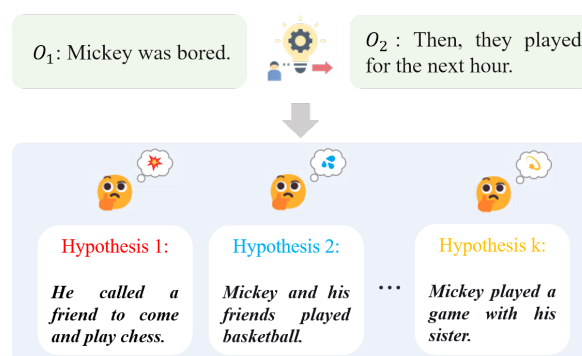 O₁: Mickey was bored.
O₂ : Then, they played
for the next hour.
Hypothesis 1:
He called a
friend to come
and play chess.
Hypothesis 2:
Mickey and his
friends played
basketball.
...
Hypothesis k:
Mickey played a
game with his
sister.